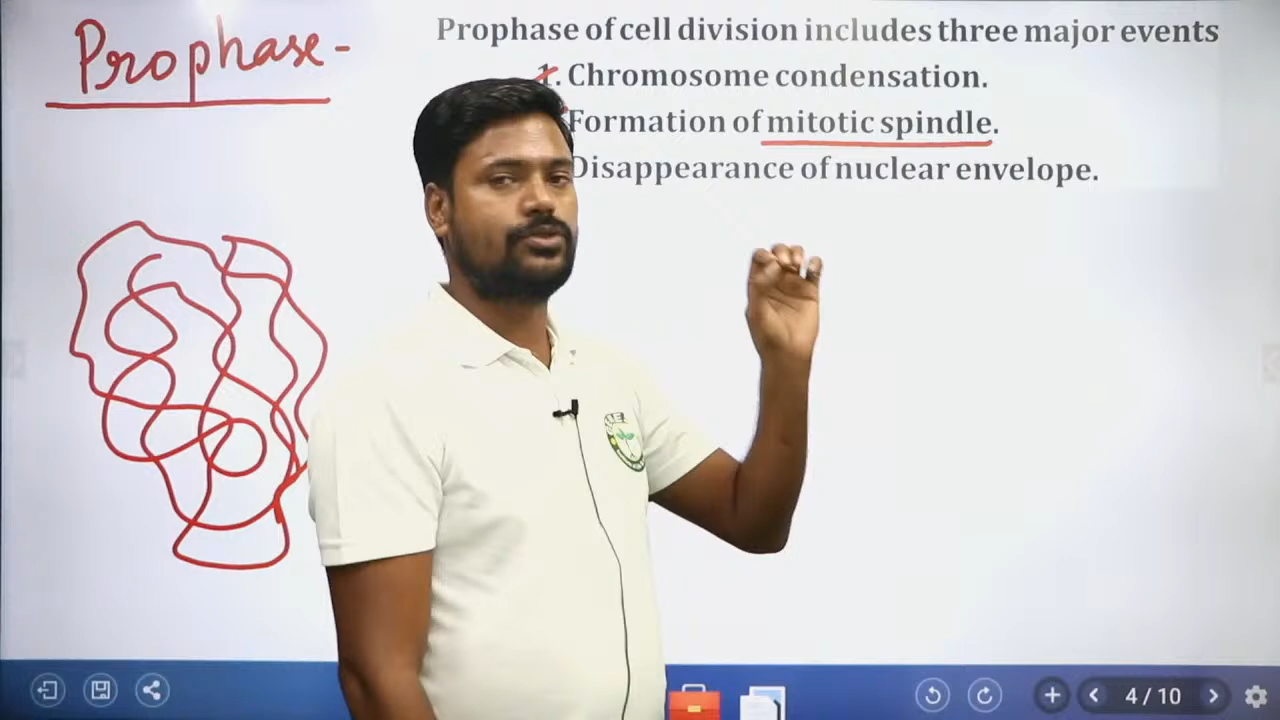 Prophase -
Prophase of cell division includes three major events
1. Chromosome condensation.
Formation of mitotic spindle.
Disappearance of nuclear envelope.
4 / 10